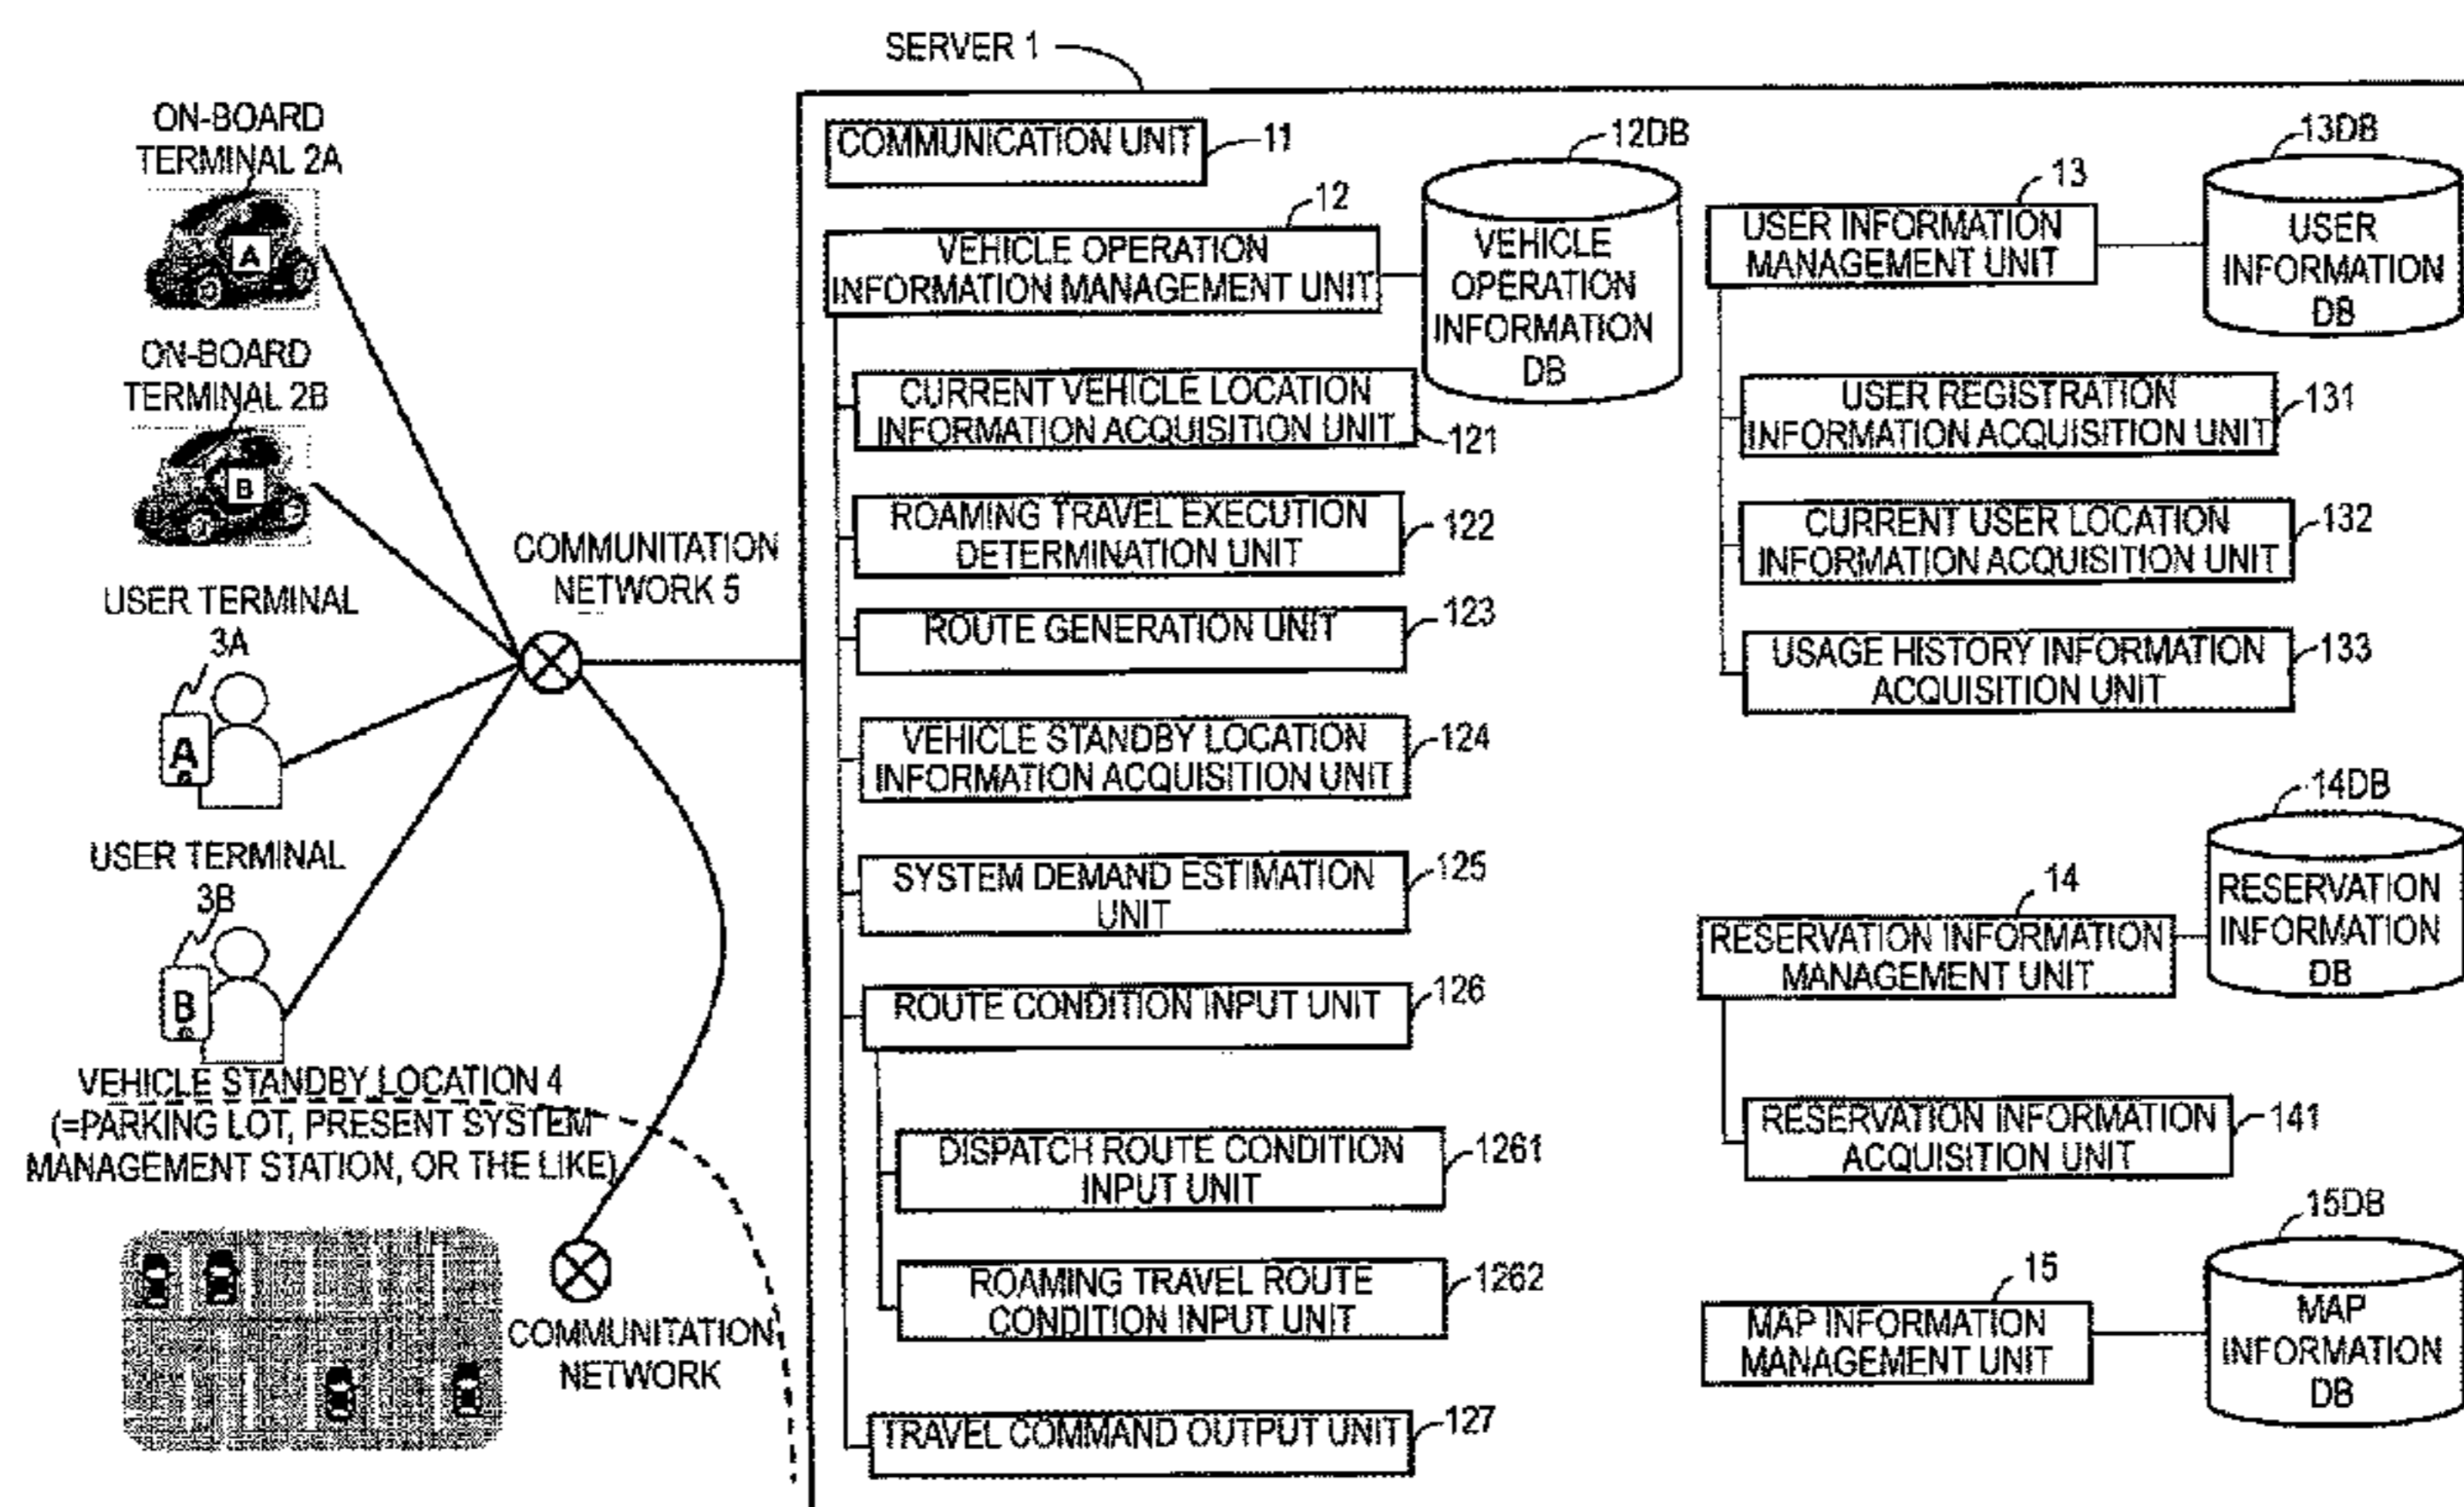 SERVER 1
ON-BOARD
TERMINAL 2A
A
ON-BOARD
TERMINAL 2B
B
USER TERMINAL
3A
A
USER TERMINAL
3B
B
COMMUNITATION
NETWORK 5
VEHICLE STANDBY LOCATION 4
(=PARKING LOT, PRESENT SYSTEM
MANAGEMENT STATION, OR THE LIKE)
COMMUNITATION
NETWORK
COMMUNICATION UNIT
11
12
VEHICLE OPERATION
INFORMATION MANAGEMENT UNIT
12DB
VEHICLE
OPERATION
INFORMATION
DB
CURRENT VEHICLE LOCATION
INFORMATION ACQUISITION UNIT
121
ROAMING TRAVEL EXECUTION
DETERMINATION UNIT
122
ROUTE GENERATION UNIT
123
VEHICLE STANDBY LOCATION
INFORMATION ACQUISITION UNIT
124
SYSTEM DEMAND ESTIMATION
UNIT
125
ROUTE CONDITION INPUT UNIT
126
DISPATCH ROUTE CONDITION
INPUT UNIT
1261
ROAMING TRAVEL ROUTE
CONDITION INPUT UNIT
1262
TRAVEL COMMAND OUTPUT UNIT
127
13
USER INFORMATION
MANAGEMENT UNIT
13DB
USER
INFORMATION
DB
USER REGISTRATION
INFORMATION ACQUISITION UNIT
131
CURRENT USER LOCATION
INFORMATION ACQUISITION UNIT
132
USAGE HISTORY INFORMATION
ACQUISITION UNIT
133
14
RESERVATION INFORMATION
MANAGEMENT UNIT
14DB
RESERVATION
INFORMATION
DB
RESERVATION INFORMATION
ACQUISITION UNIT
141
15
MAP INFORMATION
MANAGEMENT UNIT
15DB
MAP
INFORMATION
DB